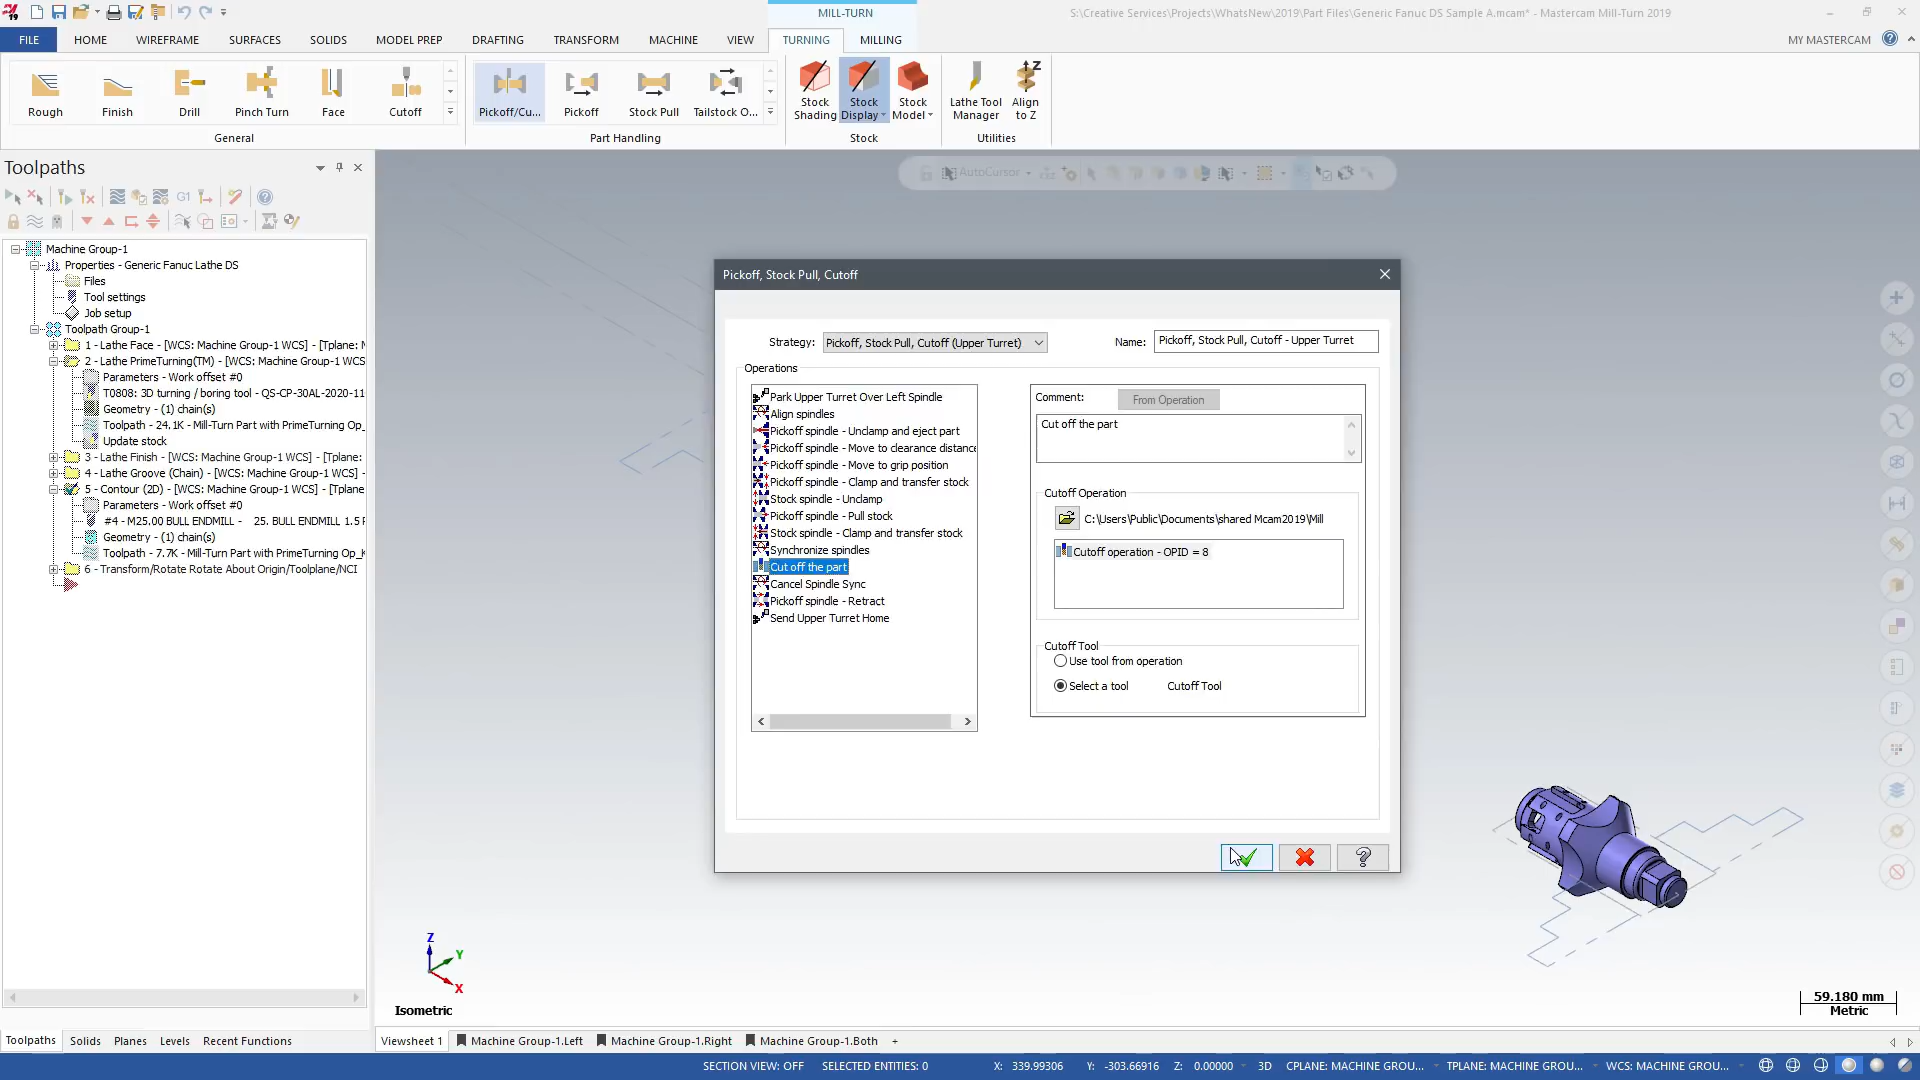 MILL-TURN
S:\Creative Services\Projects\WhatsNew\2019\Part Files\Generic Fanuc DS Sample A.mcam* - Mastercam Mill-Turn 2019
FILE HOME WIREFRAME SURFACES SOLIDS MODEL PREP DRAFTING TRANSFORM MACHINE VIEW TURNING MILLING MY MASTERCAM
Rough Finish Drill Pinch Turn Face Cutoff
General
Pickoff/Cu... Pickoff Stock Pull Tailstock O...
Part Handling
Stock Shading Stock Display Stock Model
Stock
Lathe Tool Manager Align to Z
Utilities
Toolpaths
AutoCursor
G1
Machine Group-1
Properties - Generic Fanuc Lathe DS
Files
Tool settings
Job setup
Toolpath Group-1
1 - Lathe Face - [WCS: Machine Group-1 WCS] - [Tplane: M
2 - Lathe PrimeTurning(TM) - [WCS: Machine Group-1 WCS
Parameters - Work offset #0
T0808: 3D turning / boring tool - QS-CP-30AL-2020-11
Geometry - (1) chain(s)
Toolpath - 24.1K - Mill-Turn Part with PrimeTurning Op_
Update stock
3 - Lathe Finish - [WCS: Machine Group-1 WCS] - [Tplane:
4 - Lathe Groove (Chain) - [WCS: Machine Group-1 WCS] -
5 - Contour (2D) - [WCS: Machine Group-1 WCS] - [Tplane
Parameters - Work offset #0
#4 - M25.00 BULL ENDMILL - 25. BULL ENDMILL 1.5 F
Geometry - (1) chain(s)
Toolpath - 7.7K - Mill-Turn Part with PrimeTurning Op_K
6 - Transform/Rotate Rotate About Origin/Toolplane/NCI
Pickoff, Stock Pull, Cutoff
Strategy: Pickoff, Stock Pull, Cutoff (Upper Turret)
Name: Pickoff, Stock Pull, Cutoff - Upper Turret
Operations
Park Upper Turret Over Left Spindle
Align spindles
Pickoff spindle - Unclamp and eject part
Pickoff spindle - Move to clearance distance
Pickoff spindle - Move to grip position
Pickoff spindle - Clamp and transfer stock
Stock spindle - Unclamp
Pickoff spindle - Pull stock
Stock spindle - Clamp and transfer stock
Synchronize spindles
Cut off the part
Cancel Spindle Sync
Pickoff spindle - Retract
Send Upper Turret Home
Comment: From Operation
Cut off the part
Cutoff Operation
C:\Users\Public\Documents\shared Mcam2019\Mill
Cutoff operation - OPID = 8
Cutoff Tool
Use tool from operation
Select a tool Cutoff Tool
Z
Y
X
Isometric
59.180 mm
Metric
Toolpaths Solids Planes Levels Recent Functions
Viewsheet 1 Machine Group-1.Left Machine Group-1.Right Machine Group-1.Both +
SECTION VIEW: OFF SELECTED ENTITIES: 0 X: 339.99306 Y: -303.66916 Z: 0.00000 3D CPLANE: MACHINE GROU... TPLANE: MACHINE GROU... WCS: MACHINE GROU...